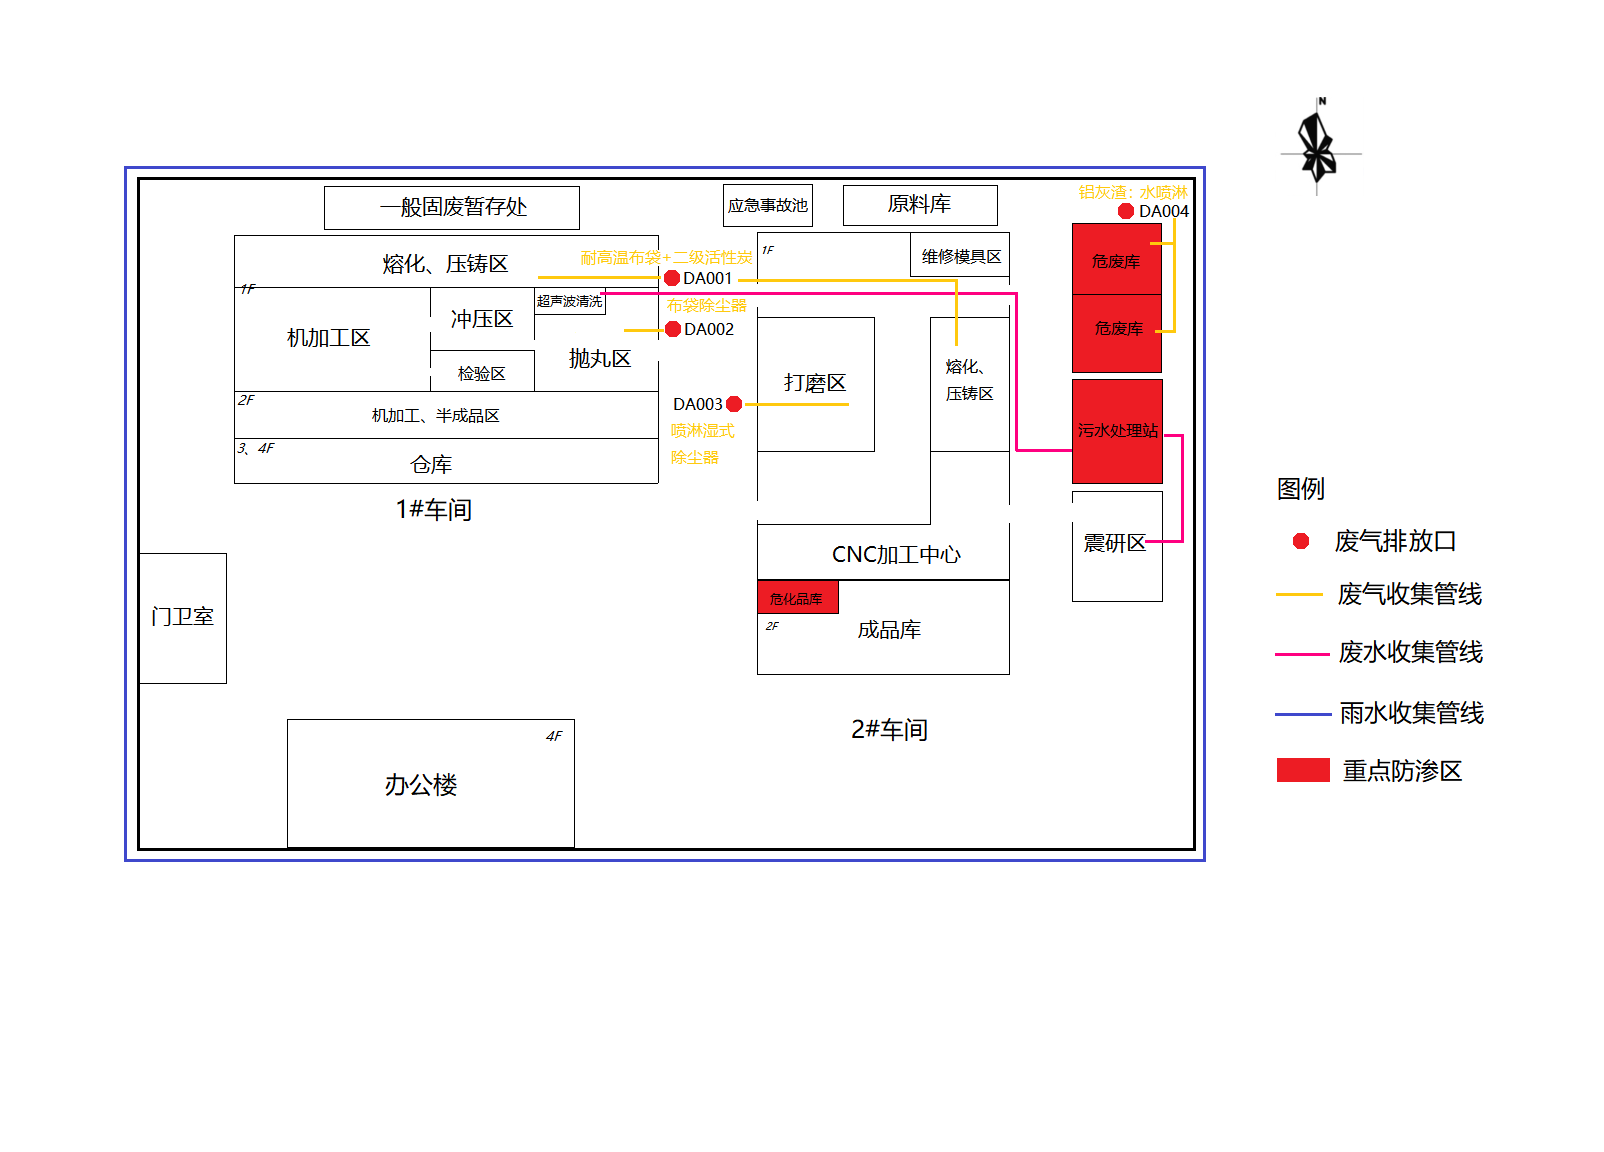 N
一般固废暂存处
应急事故池
原料库
铝灰渣：水喷淋
DA004
熔化、压铸区
耐高温布袋+二级活性炭
DA001
1F
维修模具区
危废库
1F
机加工区
冲压区
超声波清洗
布袋除尘器
DA002
抛丸区
检验区
打磨区
熔化、
压铸区
危废库
2F
机加工、半成品区
DA003
喷淋湿式
除尘器
污水处理站
3、4F
仓库
1#车间
CNC加工中心
震研区
危化品库
2F
成品库
门卫室
2#车间
4F
办公楼
图例
废气排放口
废气收集管线
废水收集管线
雨水收集管线
重点防渗区